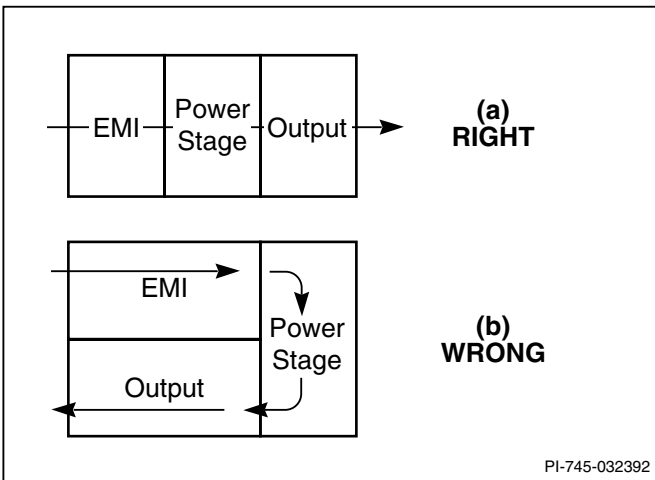 EMI
Power
Stage
Output
(a)
RIGHT
EMI
Power
Stage
Output
(b)
WRONG
PI-745-032392